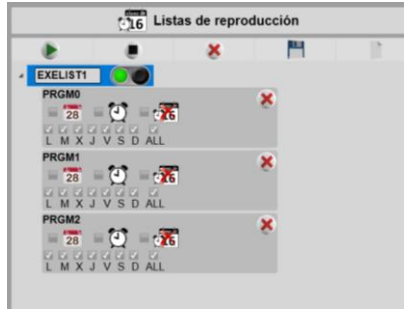 16 Listas de reproducción
EXELIST1
PRGM0
28 16
L M X J V S D ALL
PRGM1
28 16
L M X J V S D ALL
PRGM2
28 16
L M X J V S D ALL